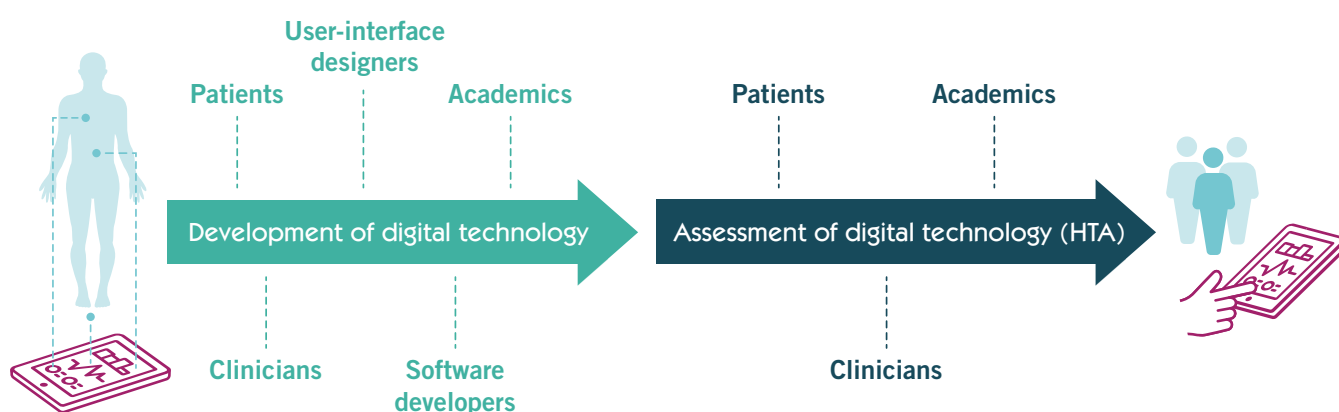 User-interface
designers
Patients
Academics
Patients
Academics
Development of digital technology
Assessment of digital technology (HTA)
Clinicians
Software
developers
Clinicians